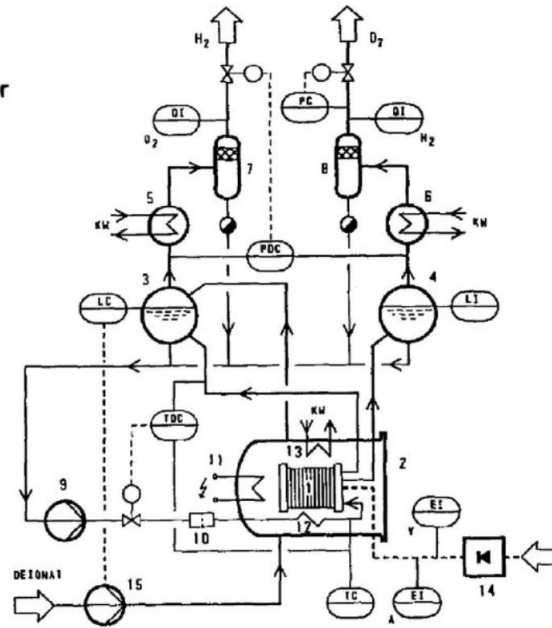 H₂ O₂
r
QI PC QI
O₂ H₂
7 8
5 6
KW KW
PDC
3 4
LC LI
TDC KW
11 13 2
1
9 12
10 EI
V
DEIONAT 15 TC A EI 14